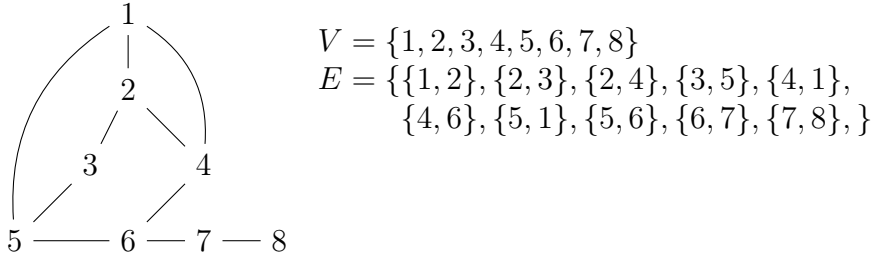 1
V = {1, 2, 3, 4, 5, 6, 7, 8}
E = {{1, 2}, {2, 3}, {2, 4}, {3, 5}, {4, 1},
2
{4, 6}, {5, 1}, {5, 6}, {6, 7}, {7, 8}, }
3 4
5 6 7 8